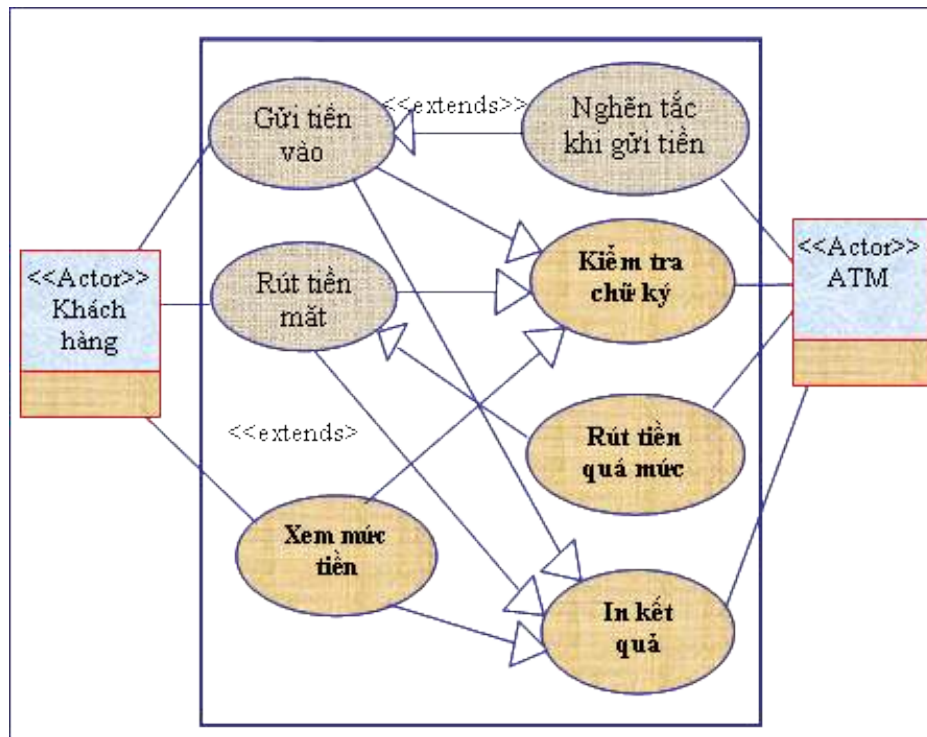 Gửi tiền
vào
<<extends>>
Nghẽn tắc
khi gửi tiền
<<Actor>>
Khách
hàng
Rút tiền
mắt
Kiểm tra
chữ ký
<<Actor>>
ATM
<<extends>
Rút tiền
quá mức
Xem mức
tiền
In kết
quả